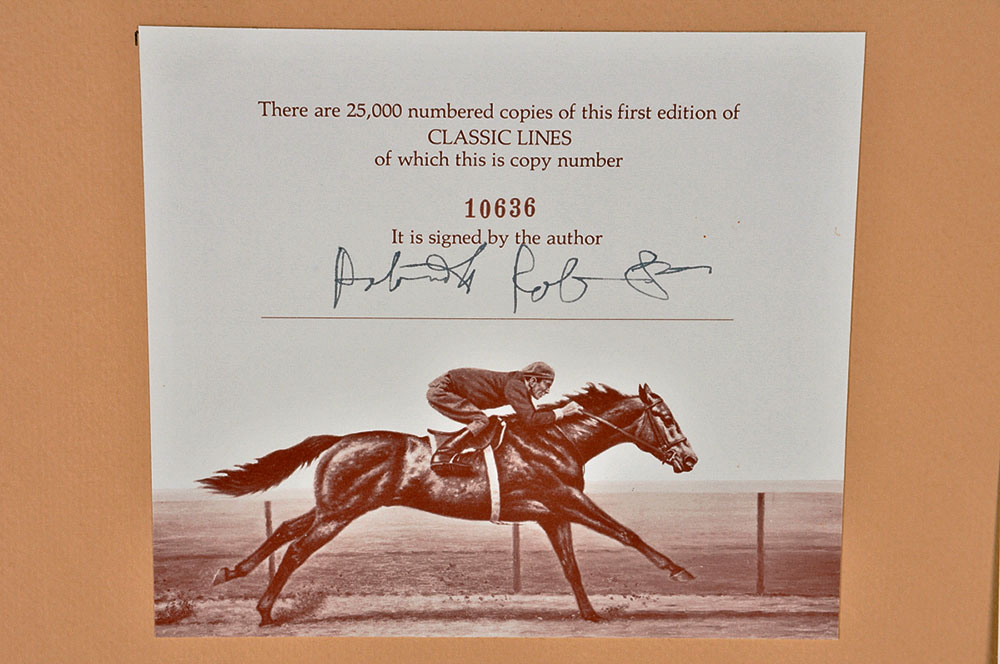 There are 25,000 numbered copies of this first edition of
CLASSIC LINES
of which this is copy number
10636
It is signed by the author